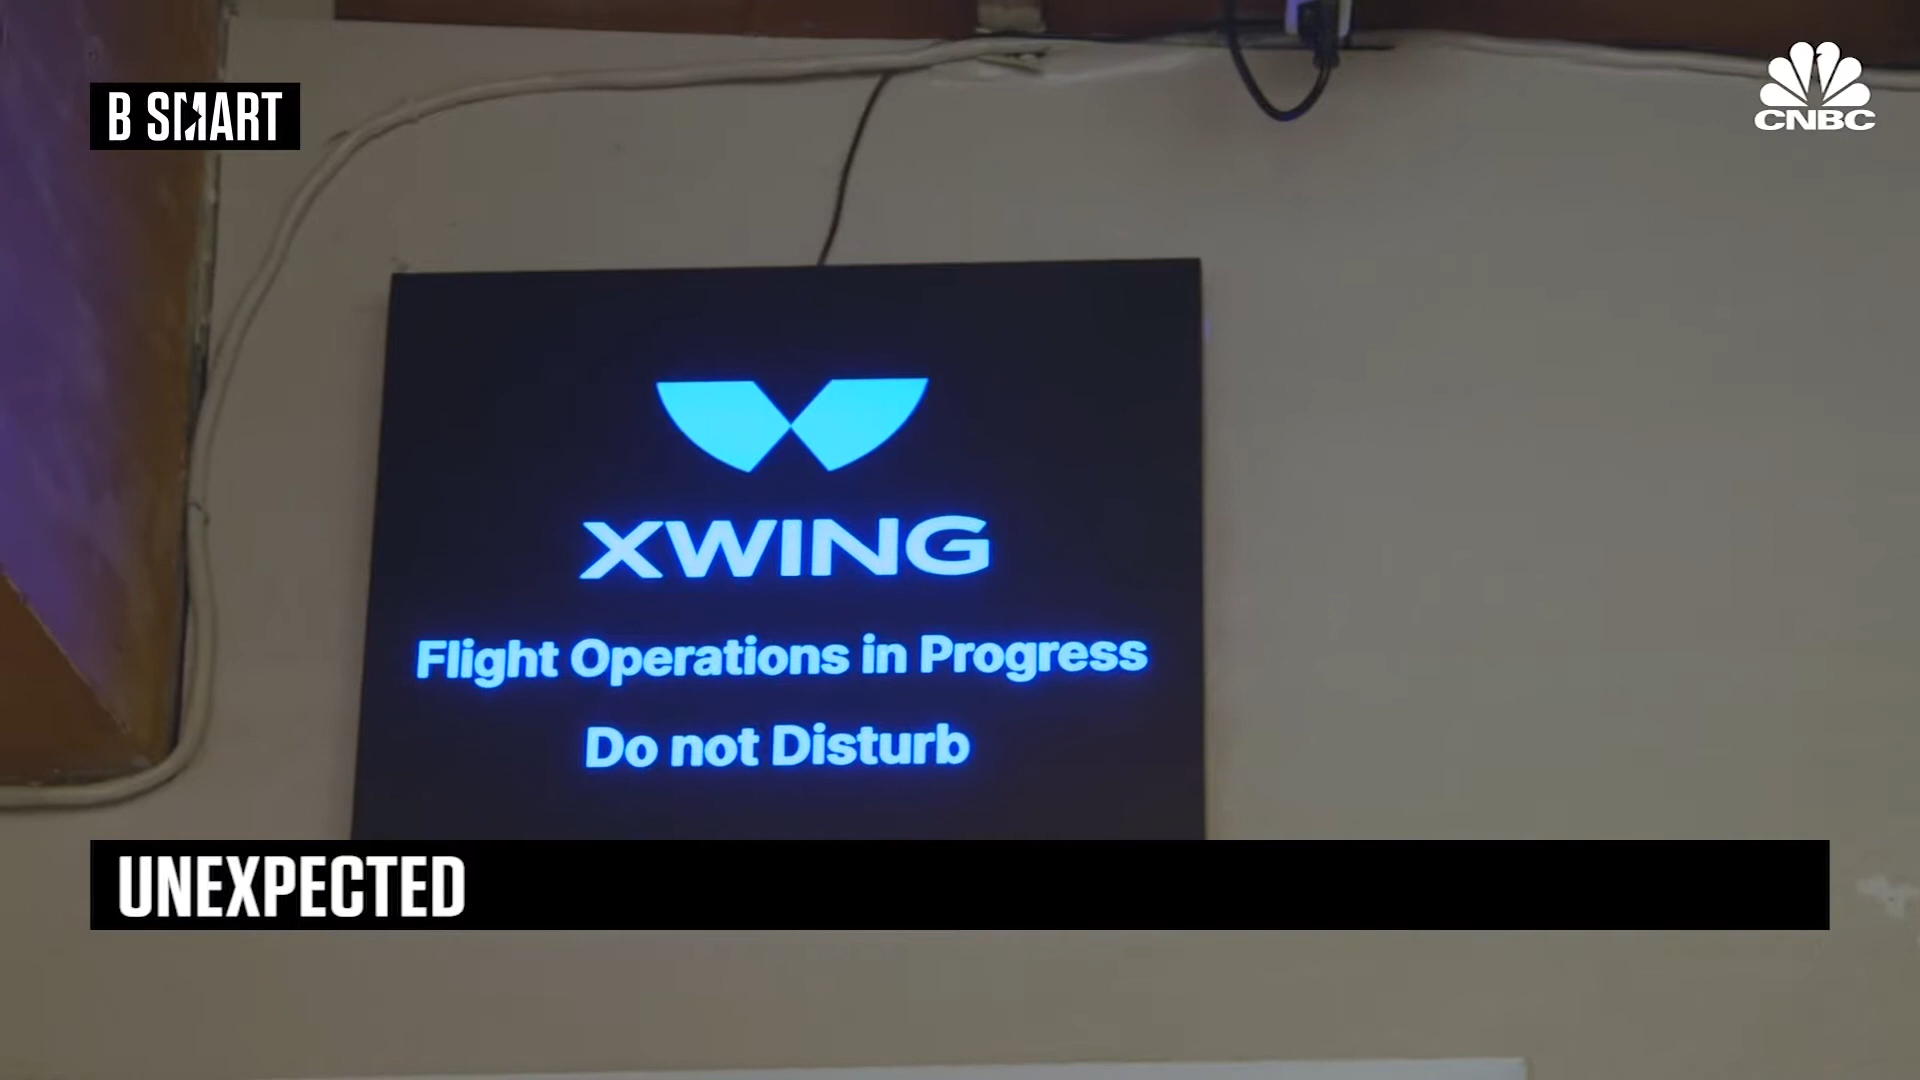 B SMART
CNBC
XWING
Flight Operations in Progress
Do not Disturb
UNEXPECTED